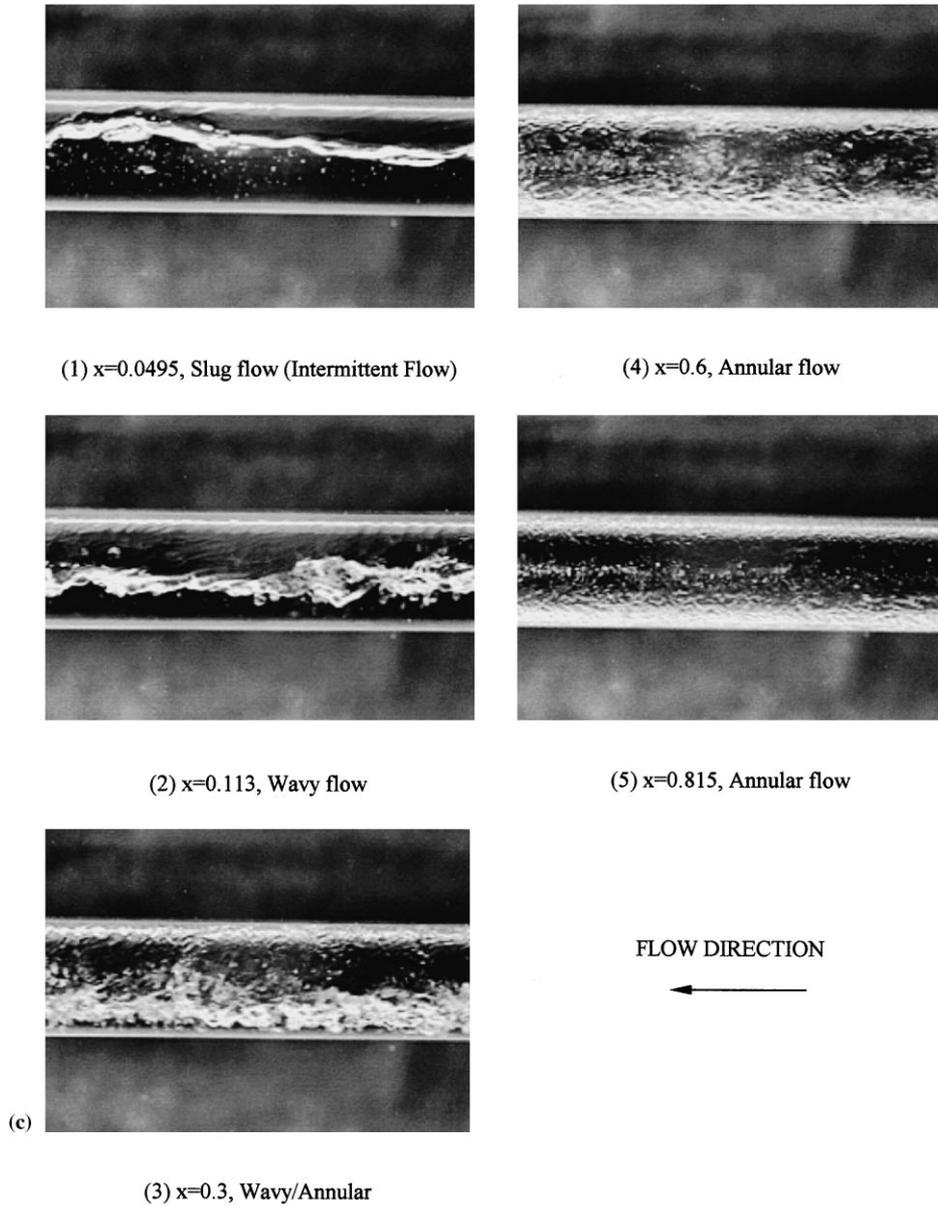 (1) x=0.0495, Slug flow (Intermittent Flow)
(4) x=0.6, Annular flow
(2) x=0.113, Wavy flow
(5) x=0.815, Annular flow
FLOW DIRECTION
(c)
(3) x=0.3, Wavy/Annular